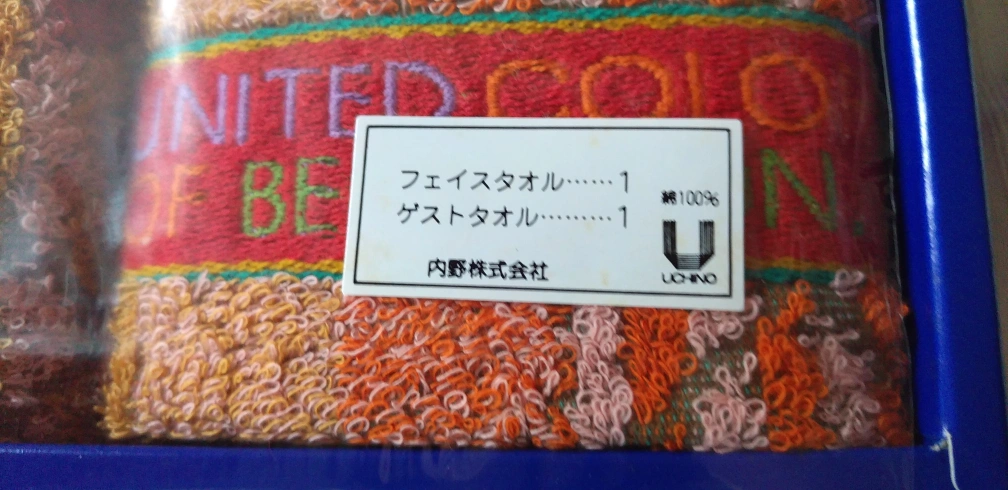 UNITED COLO
OF BE N.
フェイスタオル……1
ゲストタオル………1
綿100%
内野株式会社
UCHINO